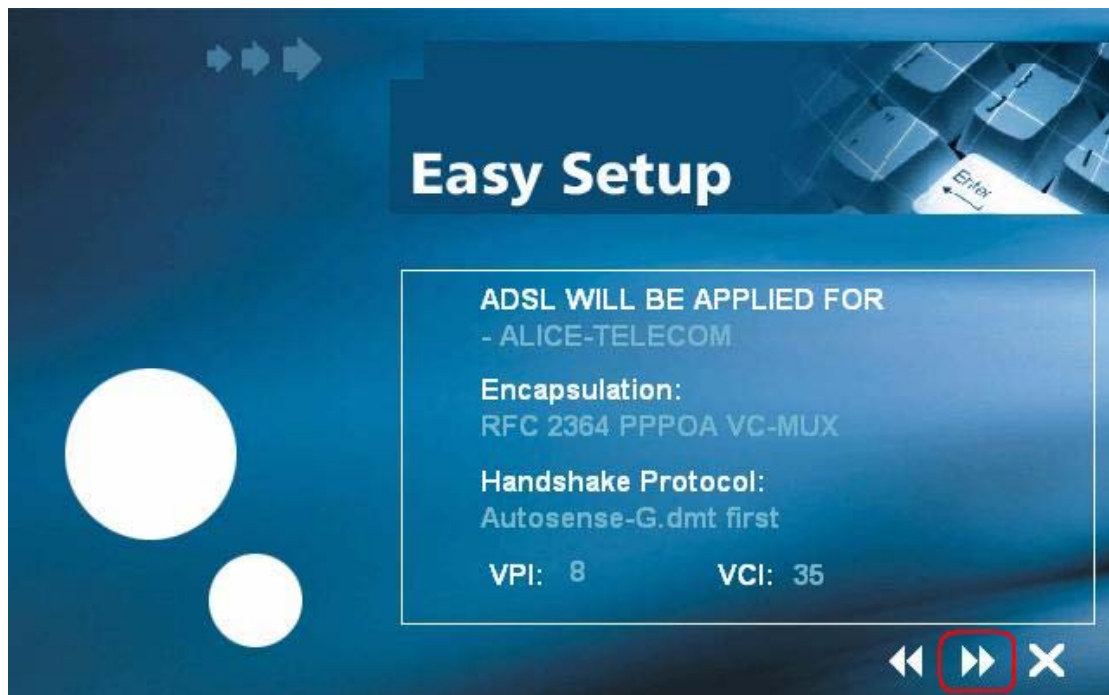 Easy Setup
Enter
ADSL WILL BE APPLIED FOR
- ALICE-TELECOM
Encapsulation:
RFC 2364 PPPOA VC-MUX
Handshake Protocol:
Autosense-G.dmt first
VPI: 8 VCI: 35